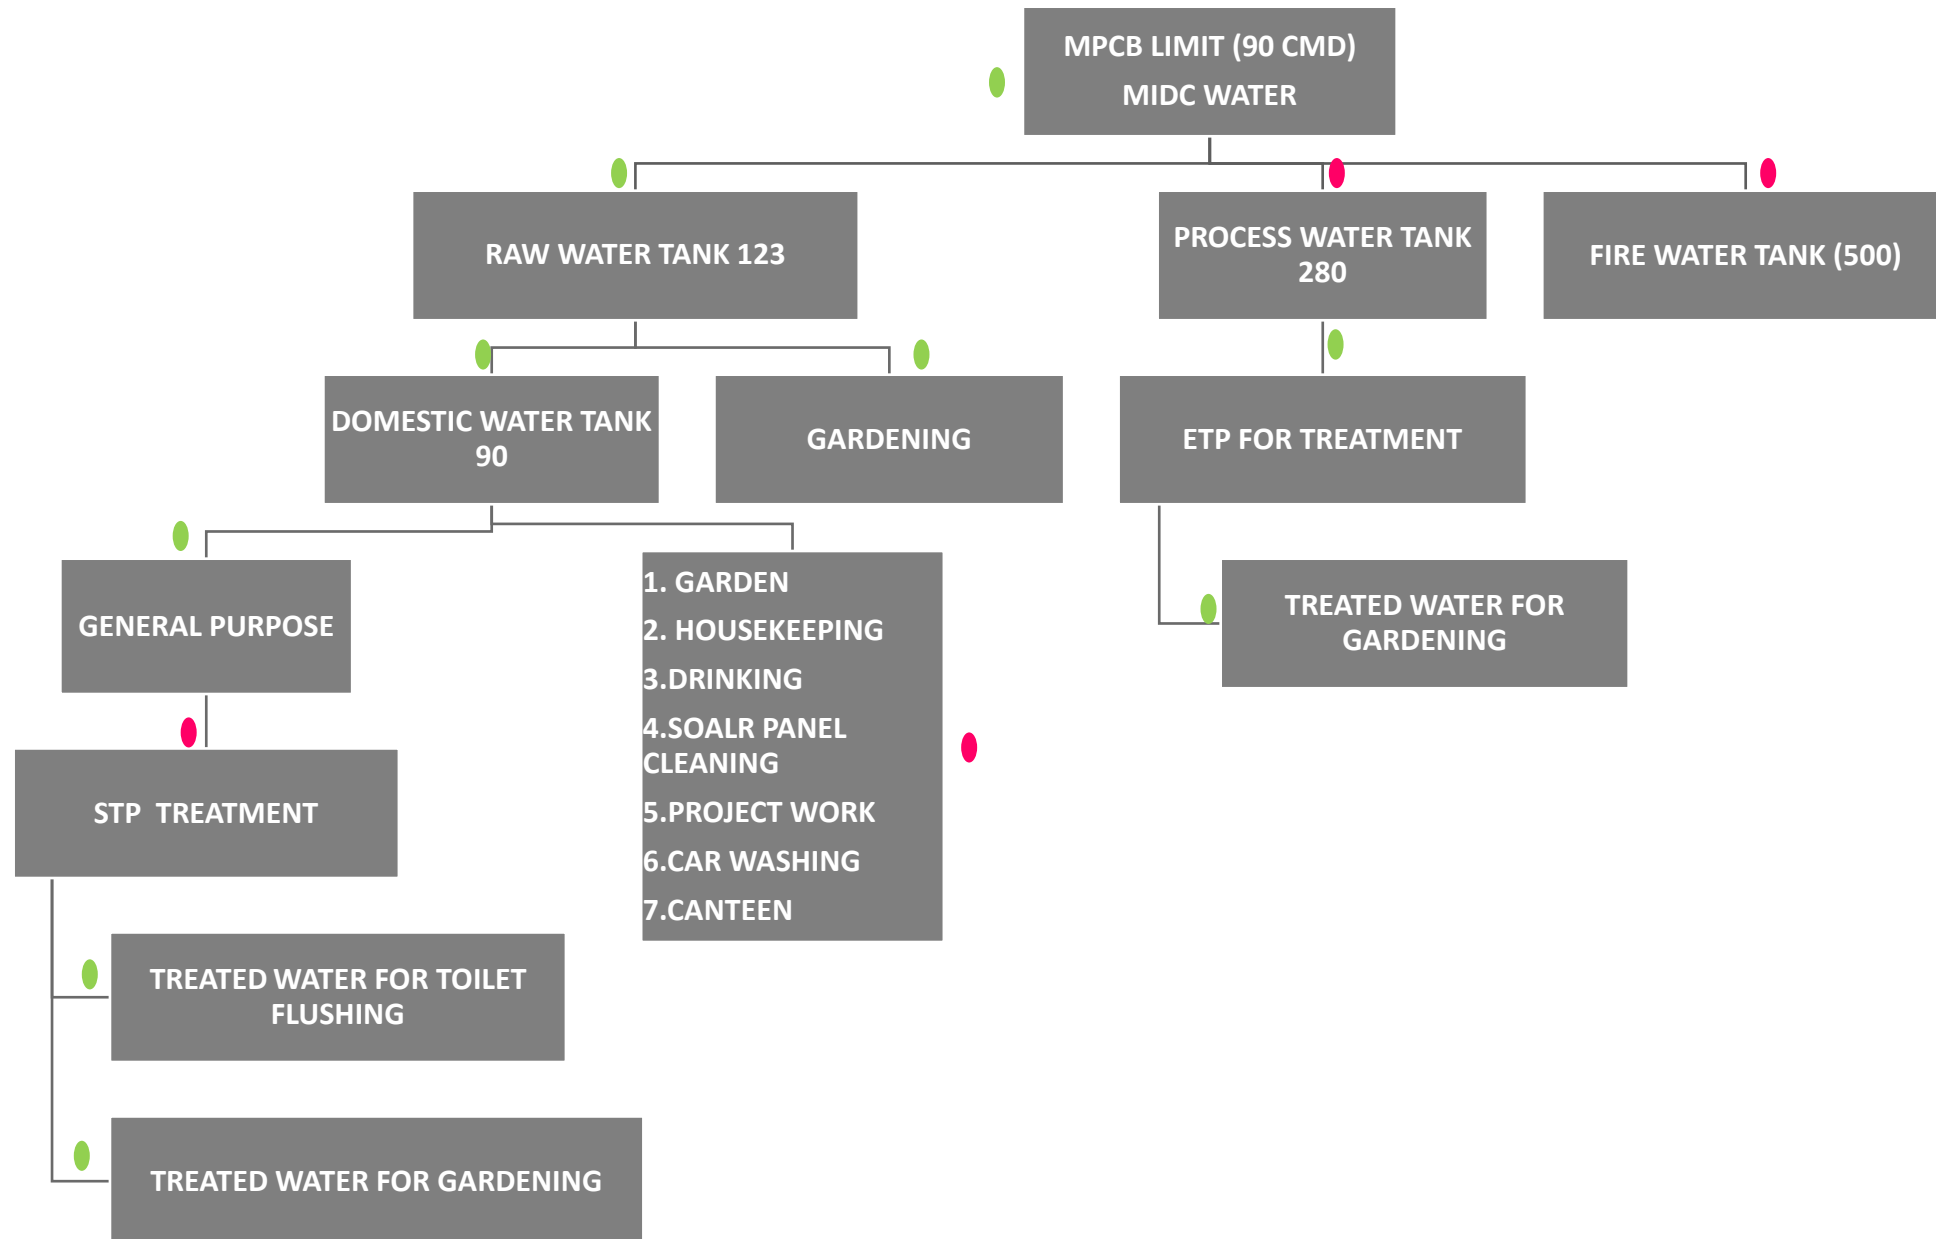 MPCB LIMIT (90 CMD)
MIDC WATER
RAW WATER TANK 123
PROCESS WATER TANK
280
FIRE WATER TANK (500)
DOMESTIC WATER TANK
90
GARDENING
ETP FOR TREATMENT
GENERAL PURPOSE
1. GARDEN
2. HOUSEKEEPING
3.DRINKING
4.SOALR PANEL
CLEANING
5.PROJECT WORK
6.CAR WASHING
7.CANTEEN
TREATED WATER FOR
GARDENING
STP  TREATMENT
TREATED WATER FOR TOILET
FLUSHING
TREATED WATER FOR GARDENING